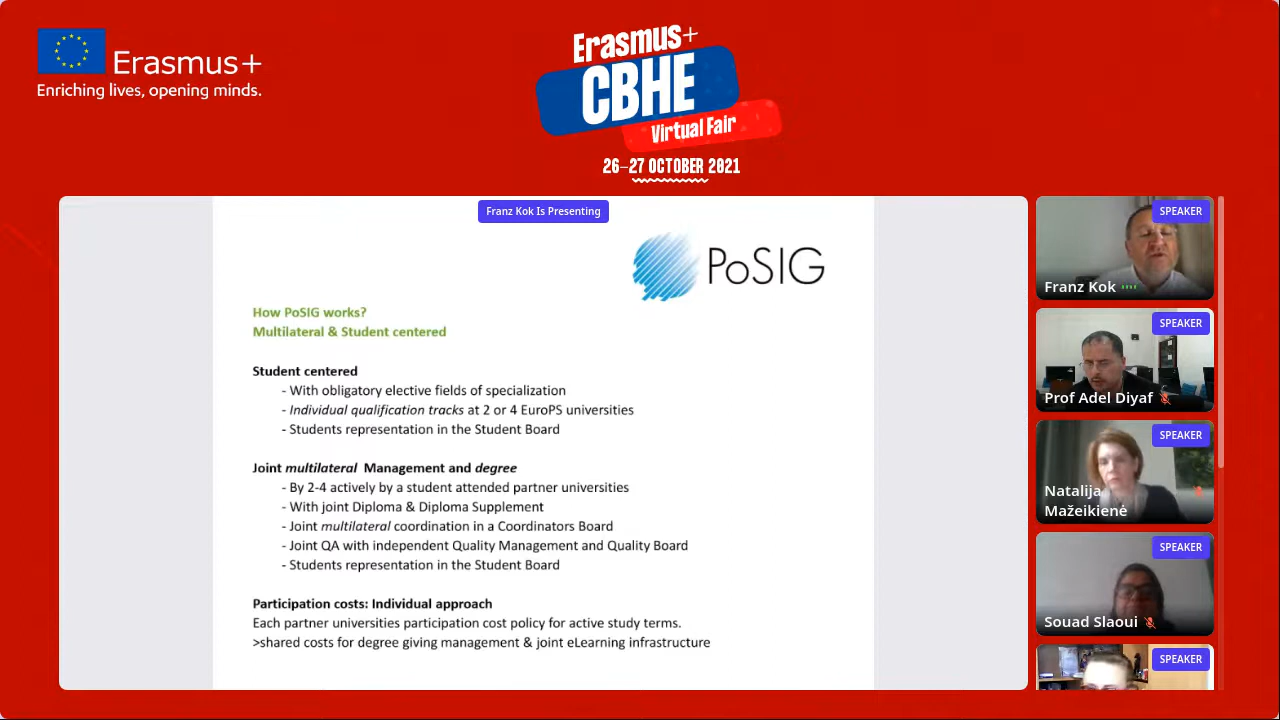 Erasmus+
Enriching lives, opening minds.
Erasmus+
CBHE
Virtual Fair
26–27 OCTOBER 2021
Franz Kok Is Presenting
PoSIG
How PoSIG works?
Multilateral & Student centered
Student centered
- With obligatory elective fields of specialization
- Individual qualification tracks at 2 or 4 EuroPS universities
- Students representation in the Student Board
Joint multilateral Management and degree
- By 2-4 actively by a student attended partner universities
- With joint Diploma & Diploma Supplement
- Joint multilateral coordination in a Coordinators Board
- Joint QA with independent Quality Management and Quality Board
- Students representation in the Student Board
Participation costs: Individual approach
Each partner universities participation cost policy for active study terms.
>shared costs for degree giving management & joint eLearning infrastructure
SPEAKER
Franz Kok
SPEAKER
Prof Adel Diyaf
SPEAKER
Natalija
Mažeikienė
SPEAKER
Souad Slaoui
SPEAKER